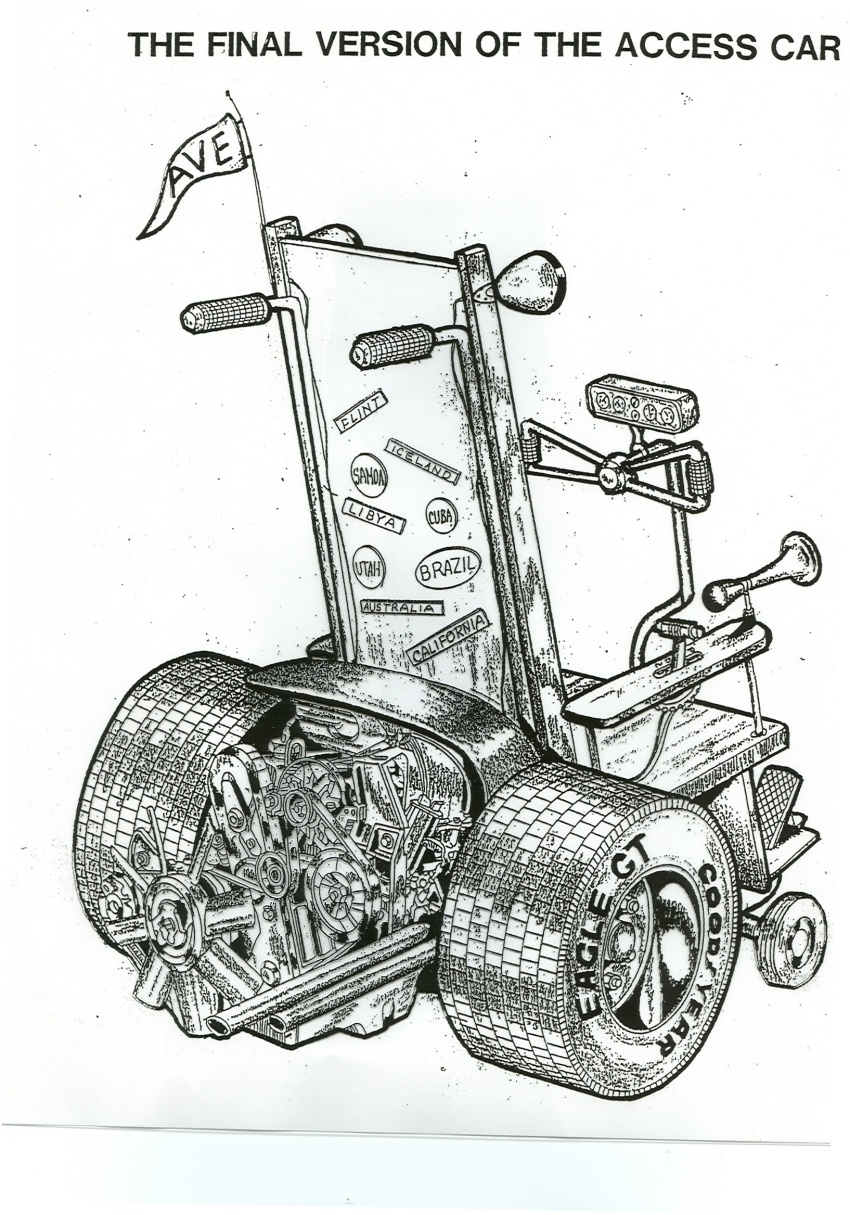 THE FINAL VERSION OF THE ACCESS CAR
AVE
FLINT
ICELAND
SAMOA
LIBYA
CUBA
UTAH
BRAZIL
AUSTRALIA
CALIFORNIA
EAGLE GT
GOODYEAR